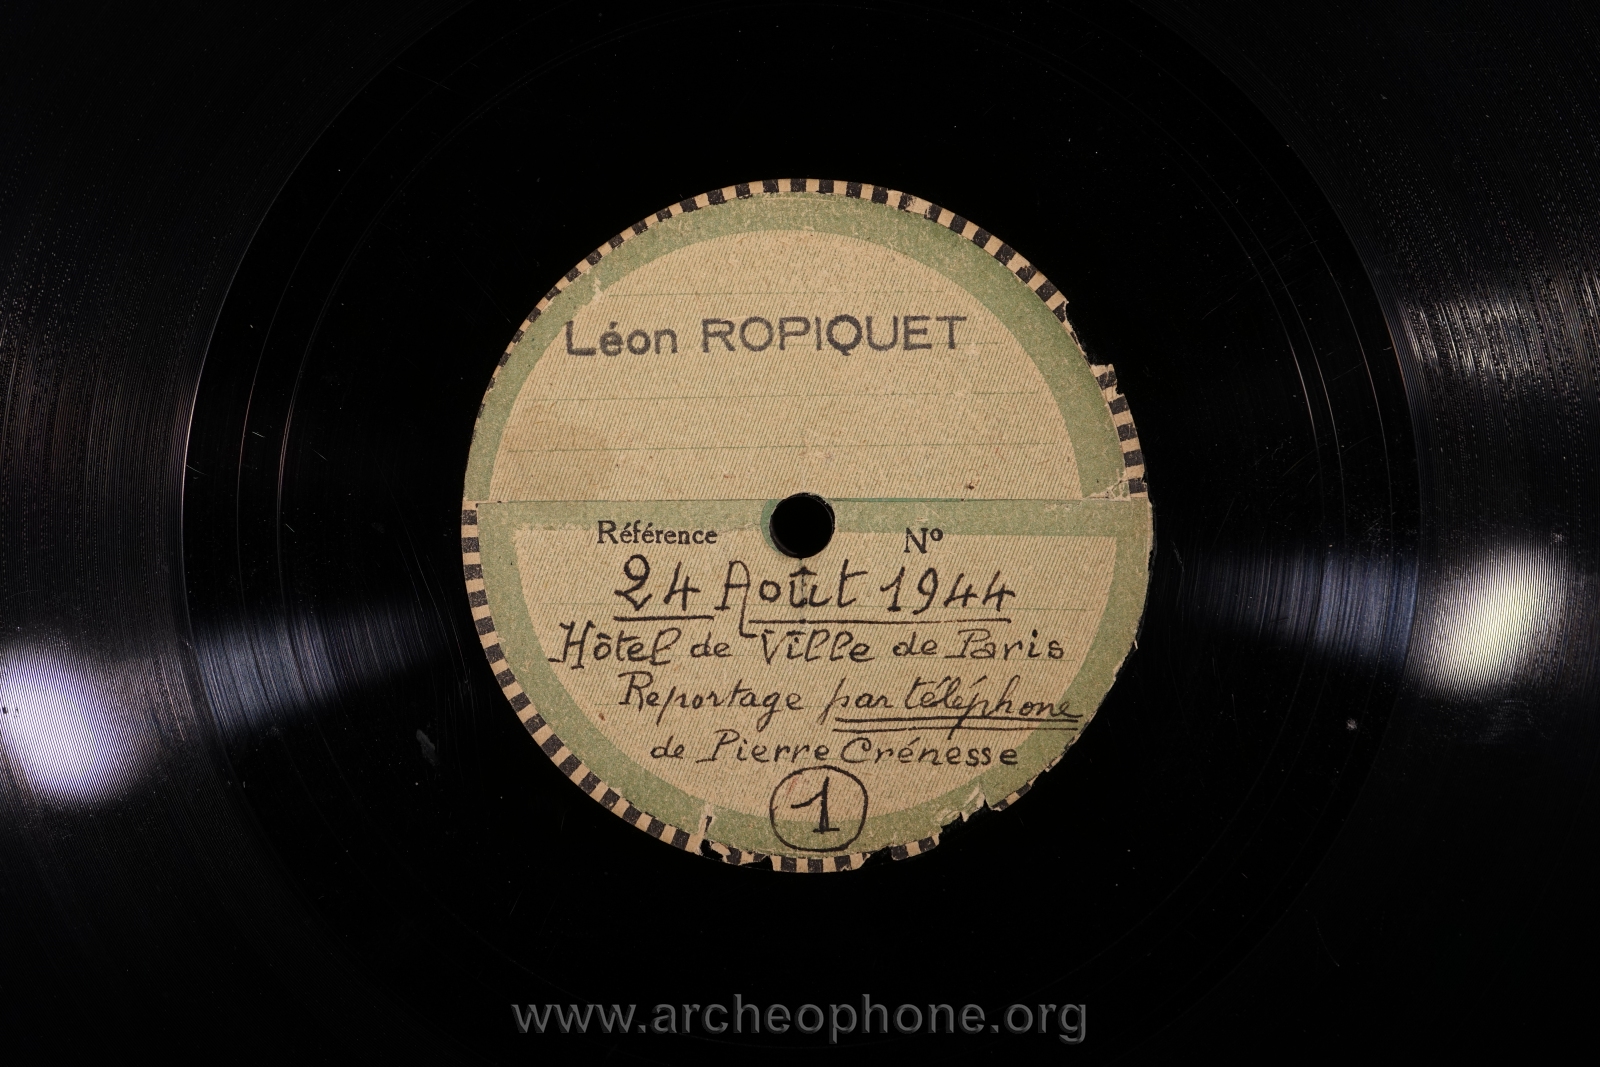 Léon ROPIQUET
Référence Nº
24 Août 1944
Hôtel de Ville de Paris
Reportage par téléphone
de Pierre Crénesse
1
www.archeophone.org